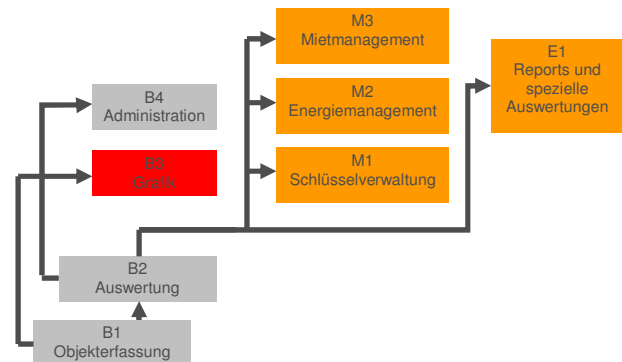 M3
Mietmanagement
E1
Reports und
spezielle
Auswertungen
B4
Administration
M2
Energiemanagement
B3
Grafik
M1
Schlüsselverwaltung
B2
Auswertung
B1
Objekterfassung